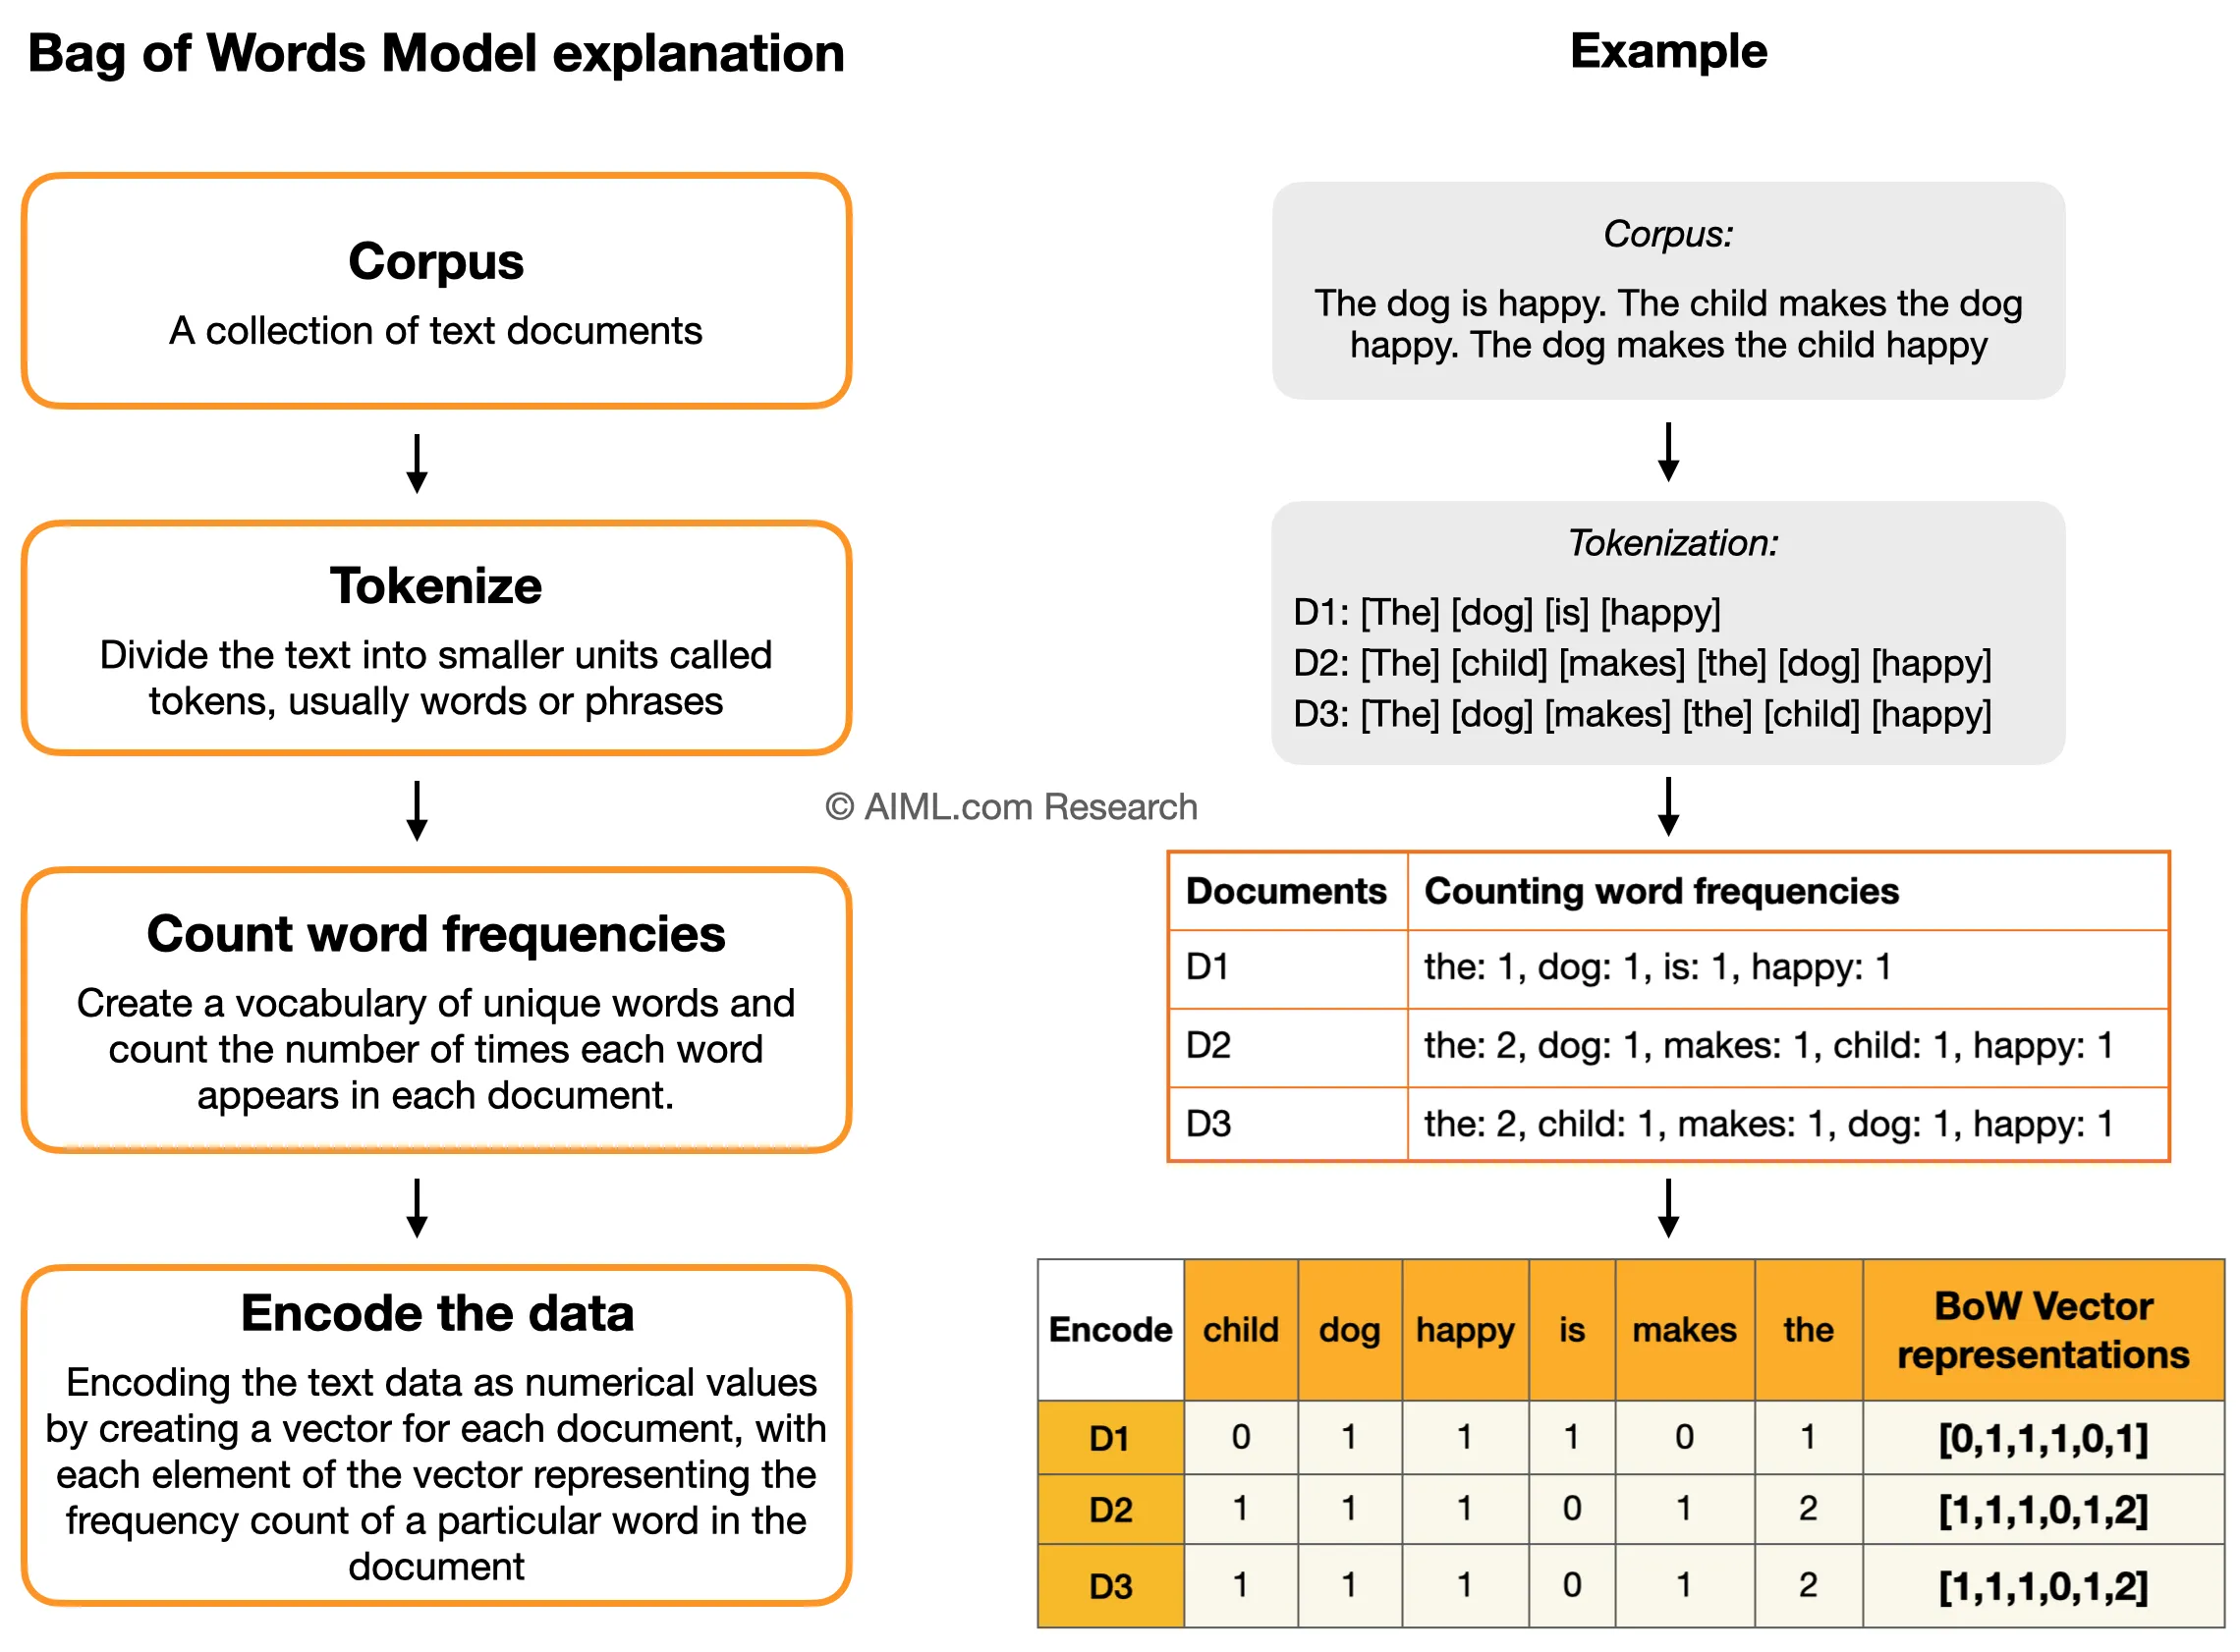 Bag of Words Model explanation
Corpus
A collection of text documents
Tokenize
Divide the text into smaller units called
tokens, usually words or phrases
Count word frequencies
Create a vocabulary of unique words and
count the number of times each word
appears in each document.
Encode the data
Encoding the text data as numerical values
by creating a vector for each document, with
each element of the vector representing the
frequency count of a particular word in the
document
© AIML.com Research
Example
Corpus:
The dog is happy. The child makes the dog
happy. The dog makes the child happy
Tokenization:
D1: [The] [dog] [is] [happy]
D2: [The] [child] [makes] [the] [dog] [happy]
D3: [The] [dog] [makes] [the] [child] [happy]
Documents Counting word frequencies
D1 the: 1, dog: 1, is: 1, happy: 1
D2 the: 2, dog: 1, makes: 1, child: 1, happy: 1
D3 the: 2, child: 1, makes: 1, dog: 1, happy: 1
Encode child dog happy is makes the BoW Vector
representations
D1 0 1 1 1 0 1 [0,1,1,1,0,1]
D2 1 1 1 0 1 2 [1,1,1,0,1,2]
D3 1 1 1 0 1 2 [1,1,1,0,1,2]